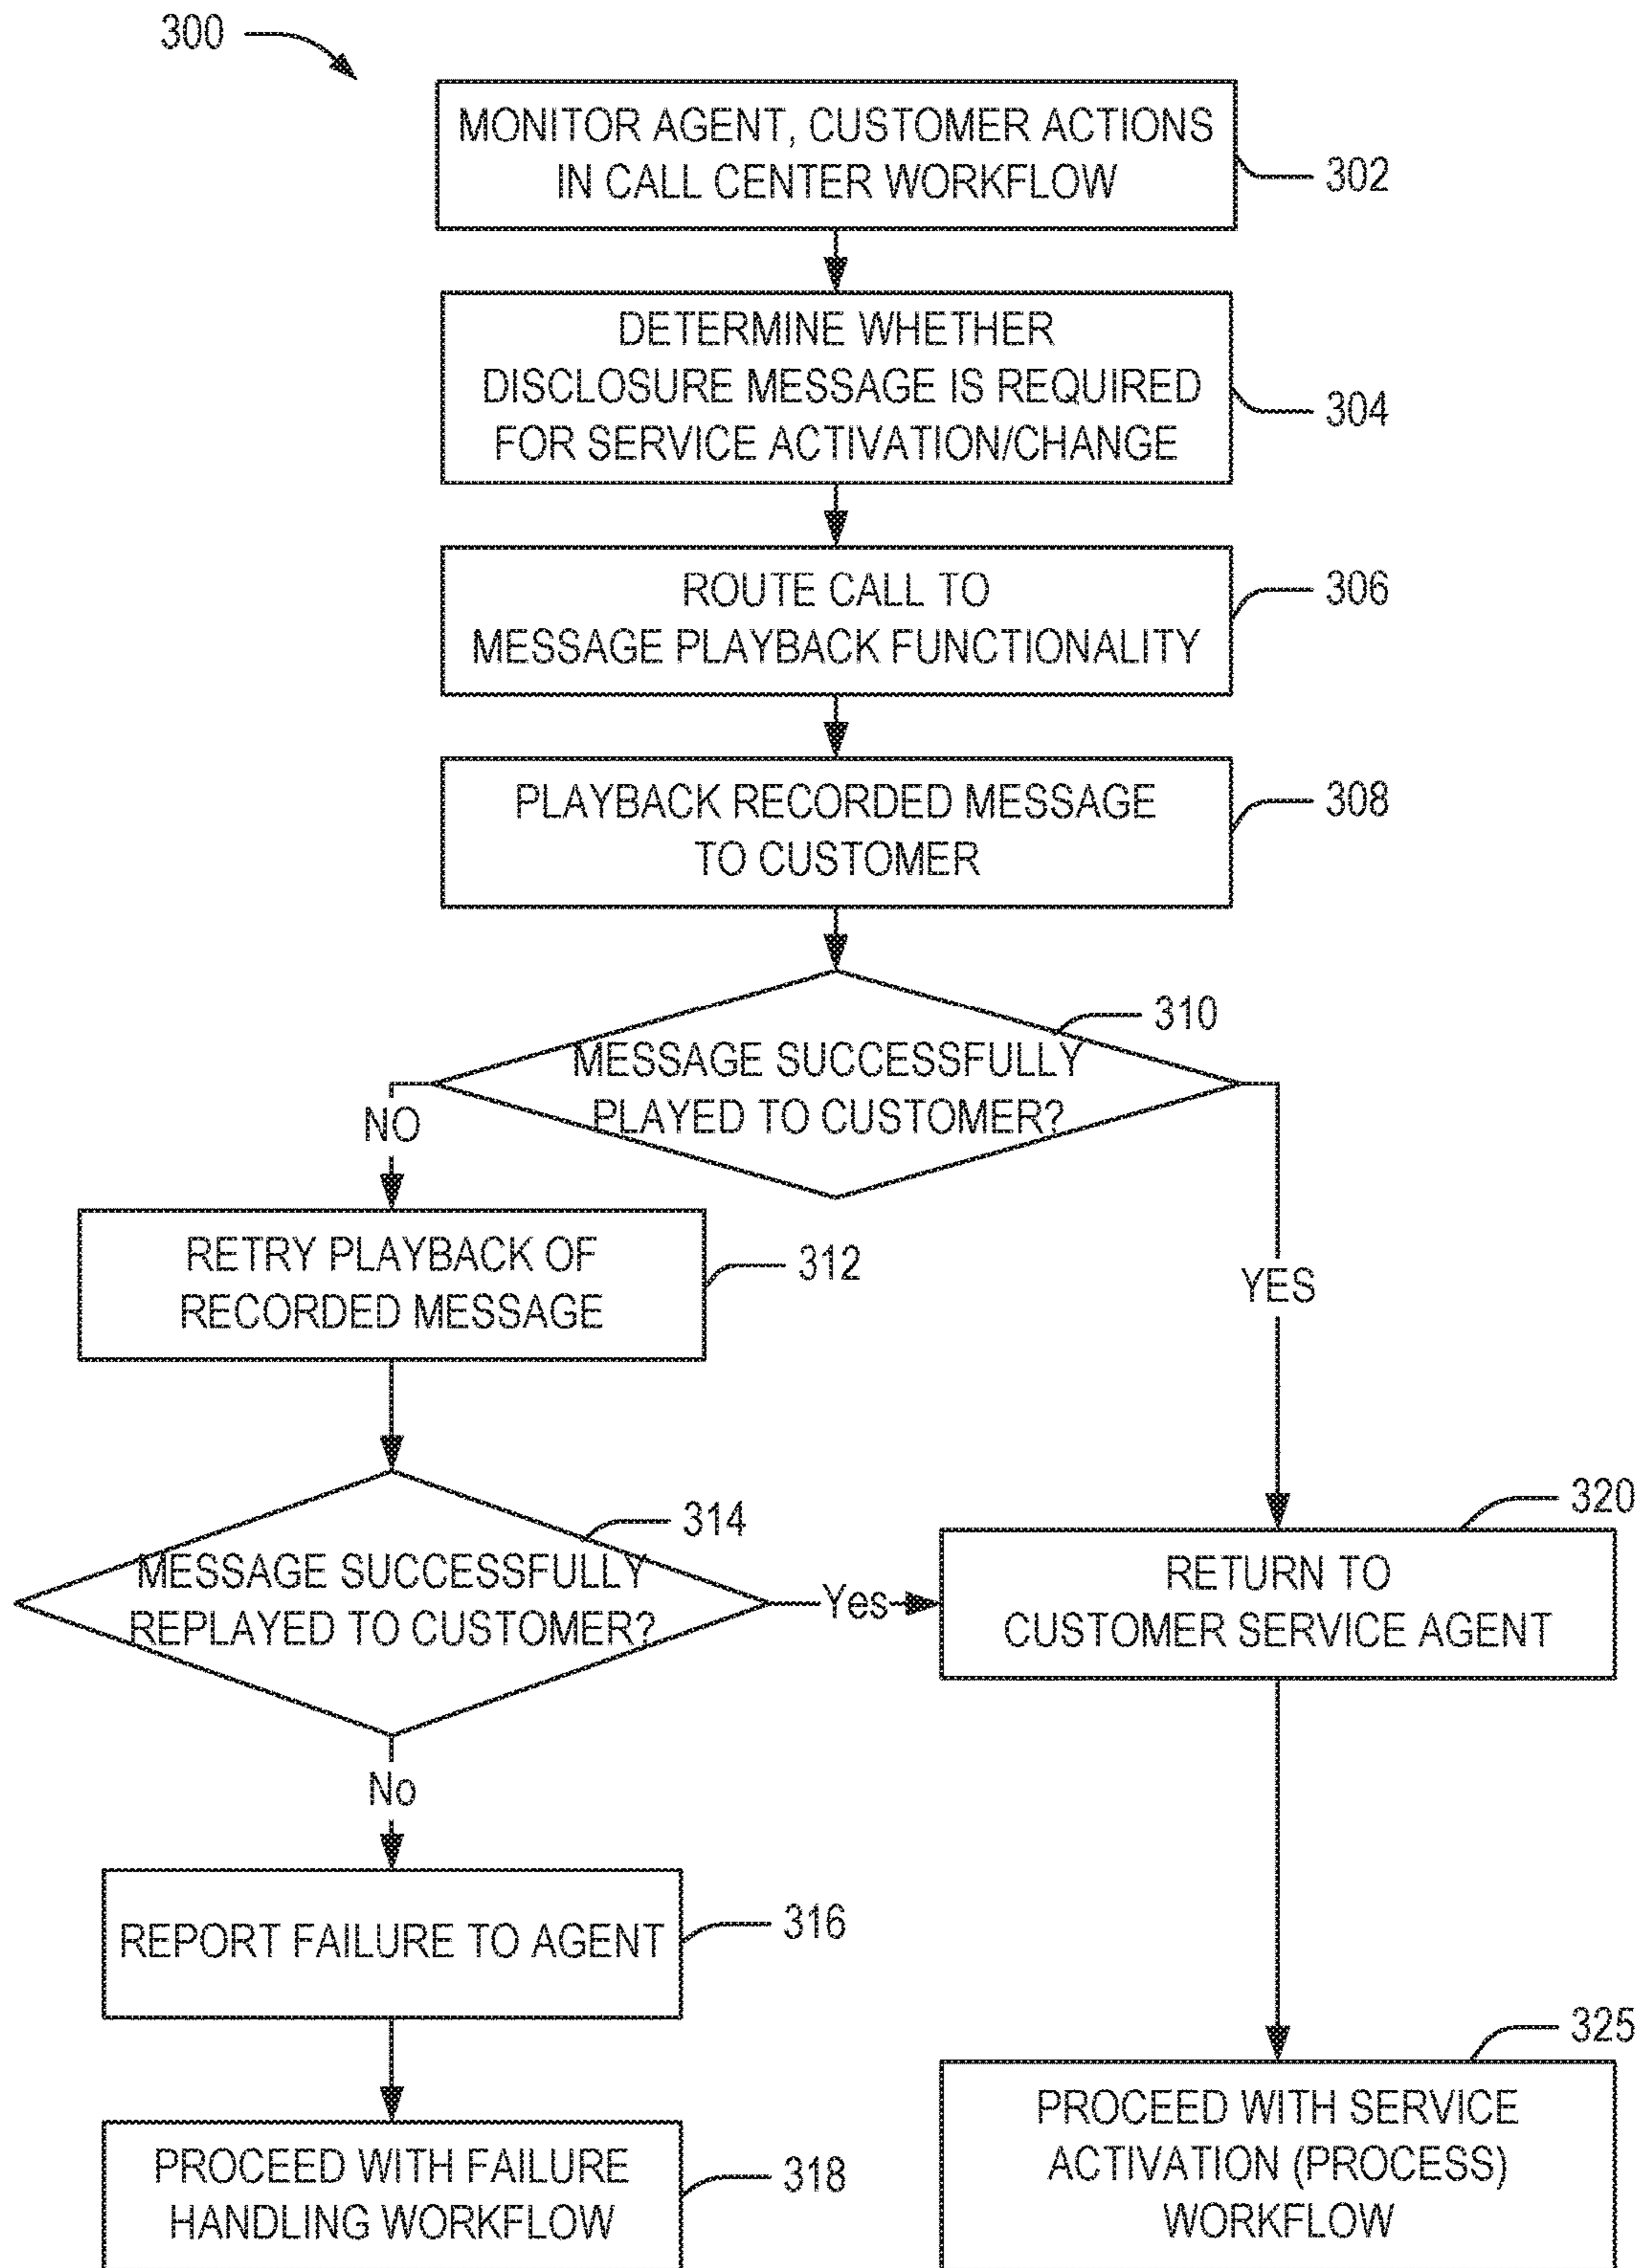 300
MONITOR AGENT, CUSTOMER ACTIONS
IN CALL CENTER WORKFLOW
302
DETERMINE WHETHER
DISCLOSURE MESSAGE IS REQUIRED
FOR SERVICE ACTIVATION/CHANGE
304
ROUTE CALL TO
MESSAGE PLAYBACK FUNCTIONALITY
306
PLAYBACK RECORDED MESSAGE
TO CUSTOMER
308
310
MESSAGE SUCCESSFULLY
PLAYED TO CUSTOMER?
NO
YES
RETRY PLAYBACK OF
RECORDED MESSAGE
312
314
MESSAGE SUCCESSFULLY
REPLAYED TO CUSTOMER?
Yes
320
RETURN TO
CUSTOMER SERVICE AGENT
No
REPORT FAILURE TO AGENT
316
PROCEED WITH FAILURE
HANDLING WORKFLOW
318
325
PROCEED WITH SERVICE
ACTIVATION (PROCESS)
WORKFLOW